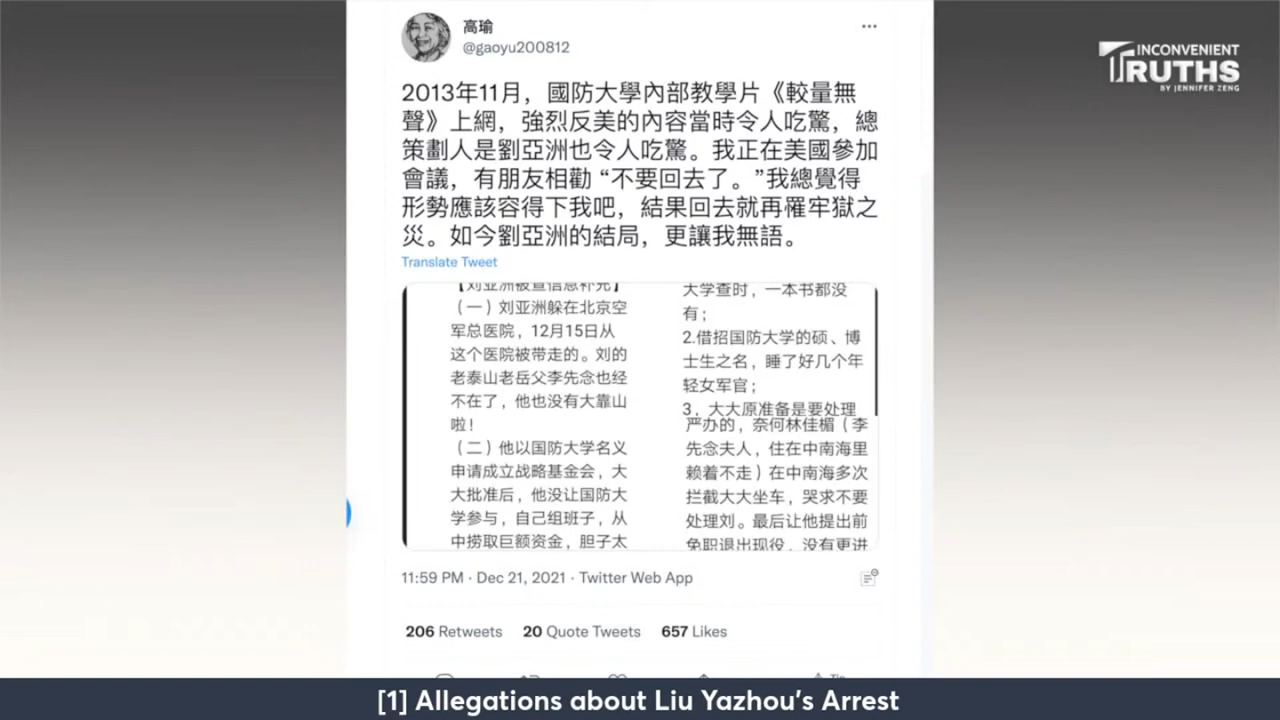 高瑜
@gaoyu200812
INCONVENIENT
TRUTHS
BY JENNIFER ZENG
2013年11月，國防大學內部教學片《較量無
聲》上網，強烈反美的內容當時令人吃驚，總
策劃人是劉亞洲也令人吃驚。我正在美國參加
會議，有朋友相勸 “不要回去了。”我總覺得
形勢應該容得下我吧，結果回去就再罹牢獄之
災。如今劉亞洲的結局，更讓我無語。
Translate Tweet
【刘亚洲被查信息补充】
（一）刘亚洲躲在北京空
军总医院，12月15日从
这个医院被带走的。刘的
老泰山老岳父李先念也经
不在了，他也没有大靠山
啦！
（二）他以国防大学名义
申请成立战略基金会，大
大批准后，他没让国防大
学参与，自己组班子，从
中捞取巨额资金，胆子太
大学查时，一本书都没
有；
2.借招国防大学的硕、博
士生之名，睡了好几个年
轻女军官；
3，大大原准备是要处理
严办的，奈何林佳楣（李
先念夫人，住在中南海里
赖着不走）在中南海多次
拦截大大坐车，哭求不要
处理刘。最后让他提出前
免职退出现役，没有更进
11:59 PM · Dec 21, 2021 · Twitter Web App
206 Retweets 20 Quote Tweets 657 Likes
[1] Allegations about Liu Yazhou's Arrest